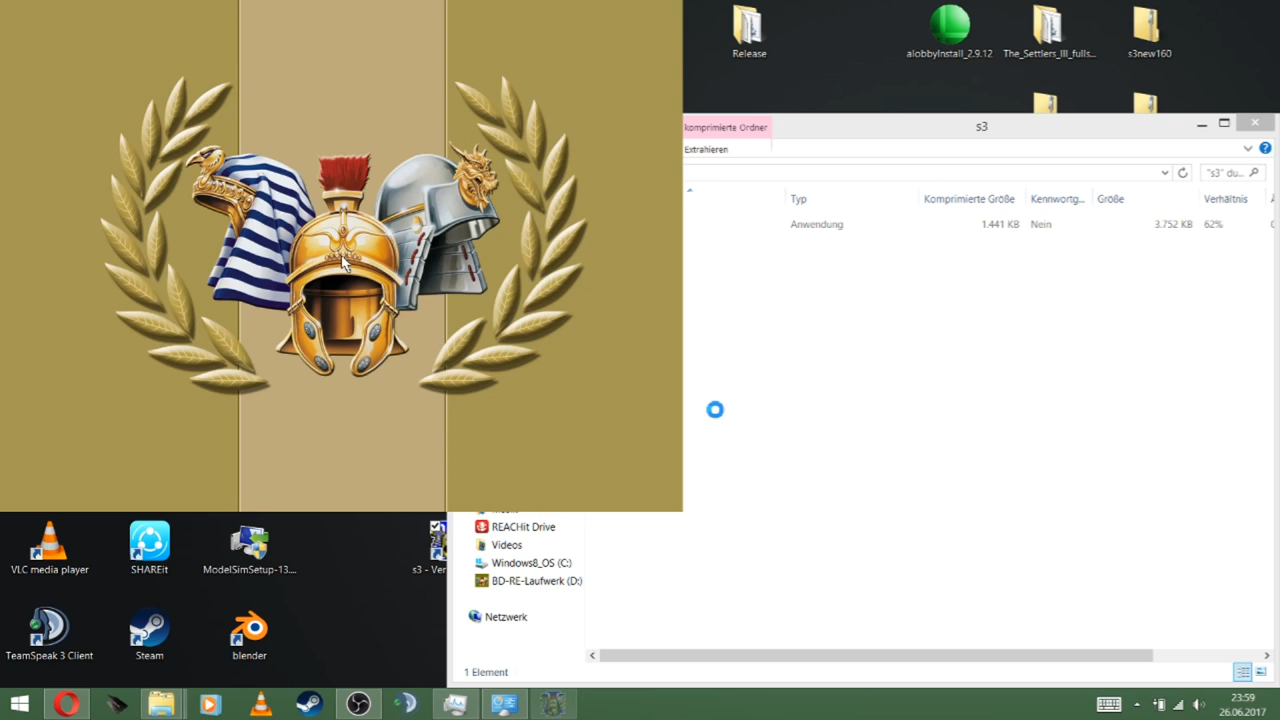 Release
alobbyInstall_2.9.12
The_Settlers_III_fulls...
s3new160
komprimierte Ordner
s3
Extrahieren
"s3" du...
Typ Komprimierte Größe Kennwortg... Größe Verhältnis
Anwendung 1.441 KB Nein 3.752 KB 62%
REACHit Drive
Videos
Windows8_OS (C:)
BD-RE-Laufwerk (D:)
Netzwerk
1 Element
VLC media player
SHAREit
ModelSimSetup-13....
s3 - Ver
TeamSpeak 3 Client
Steam
blender
23:59
26.06.2017